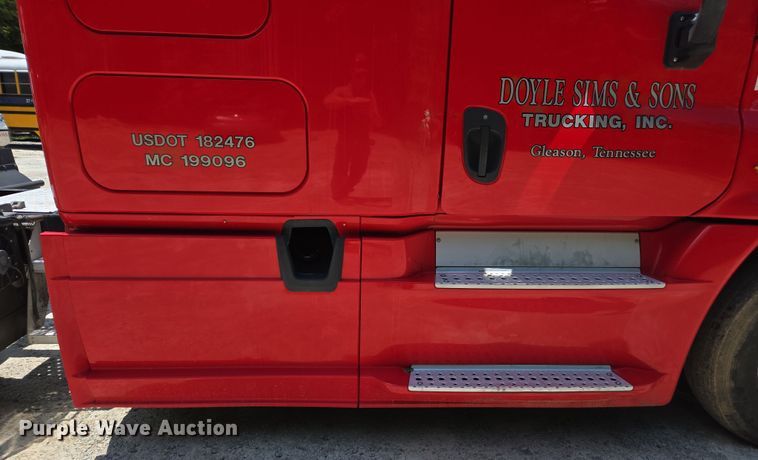 DOYLE SIMS & SONS
TRUCKING, INC.
Gleason, Tennessee
USDOT 182476
MC 199096
Purple Wave Auction